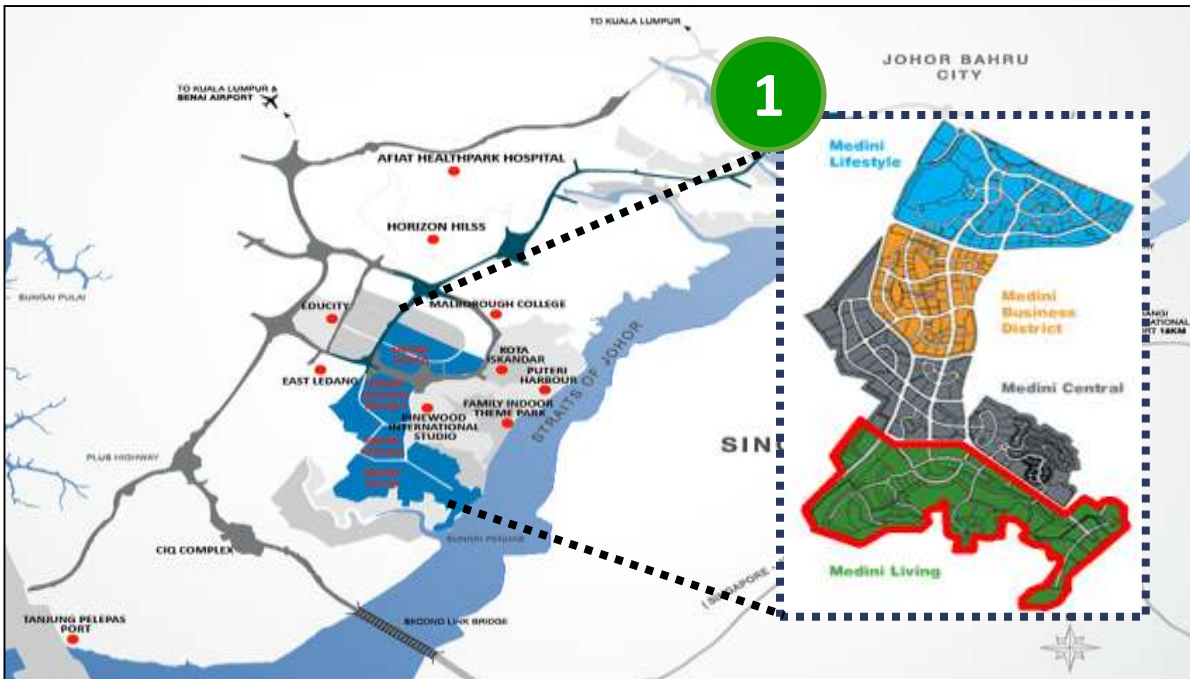 TO KUALA LUMPUR
1
JOHOR BAHRU
CITY
TO KUALA LUMPUR &
SENAI AIRPORT
AFIAT HEALTHPARK HOSPITAL
HORIZON HILSS
Medini
Lifestyle
SUNGAI PULAI
EDUCITY
MALBOROUGH COLLEGE
Medini
Business
District
KOTA
ISKANDAR
EAST LEDANG
PUTERI
HARBOUR
FAMILY INDOOR
THEME PARK
PINEWOOD
INTERNATIONAL
STUDIO
STRAITS OF JOHOR
Medini Central
SIN
PLUS HIGHWAY
CIQ COMPLEX
Medini Living
TANJUNG PELEPAS
PORT
SECOND LINK BRIDGE